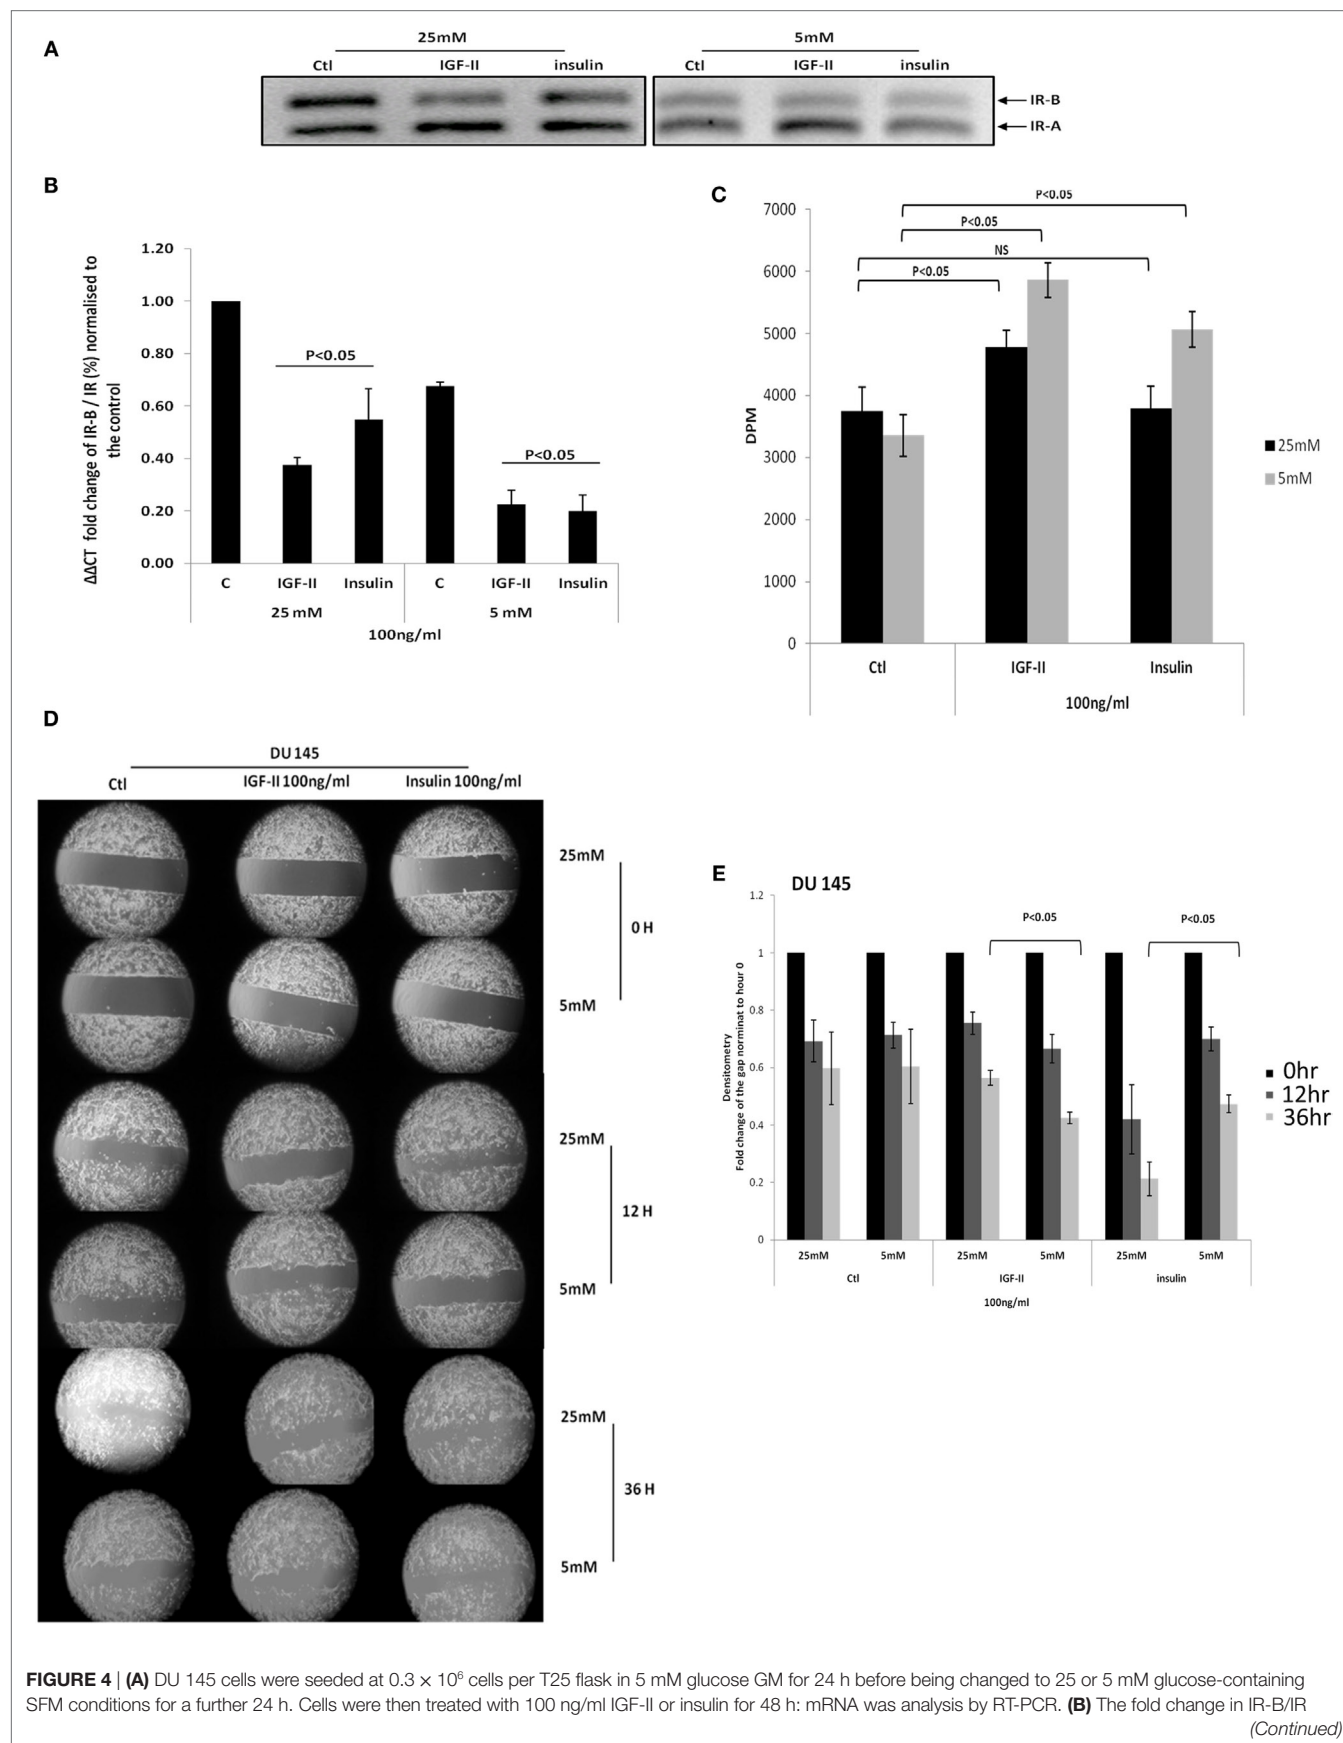 A
25mM
5mM
Ctl
IGF-II
insulin
Ctl
IGF-II
insulin
IR-B
IR-A
B
ΔΔCT fold change of IR-B / IR (%) normalised to
the control
1.20
1.00
0.80
0.60
0.40
0.20
0.00
P<0.05
P<0.05
C
IGF-II
Insulin
C
IGF-II
Insulin
25 mM
5 mM
100ng/ml
C
DPM
7000
6000
5000
4000
3000
2000
1000
0
P<0.05
P<0.05
NS
P<0.05
25mM
5mM
Ctl
IGF-II
Insulin
100ng/ml
D
DU 145
Ctl
IGF-II 100ng/ml
Insulin 100ng/ml
25mM
0 H
5mM
25mM
12 H
5mM
25mM
36 H
5mM
E
DU 145
Densitometry
Fold change of the gap norminat to hour 0
1.2
1
0.8
0.6
0.4
0.2
0
P<0.05
P<0.05
0hr
12hr
36hr
25mM
5mM
25mM
5mM
25mM
5mM
Ctl
IGF-II
insulin
100ng/ml
FIGURE 4 | (A) DU 145 cells were seeded at 0.3 × 10⁶ cells per T25 flask in 5 mM glucose GM for 24 h before being changed to 25 or 5 mM glucose-containing
SFM conditions for a further 24 h. Cells were then treated with 100 ng/ml IGF-II or insulin for 48 h: mRNA was analysis by RT-PCR. (B) The fold change in IR-B/IR
(Continued)